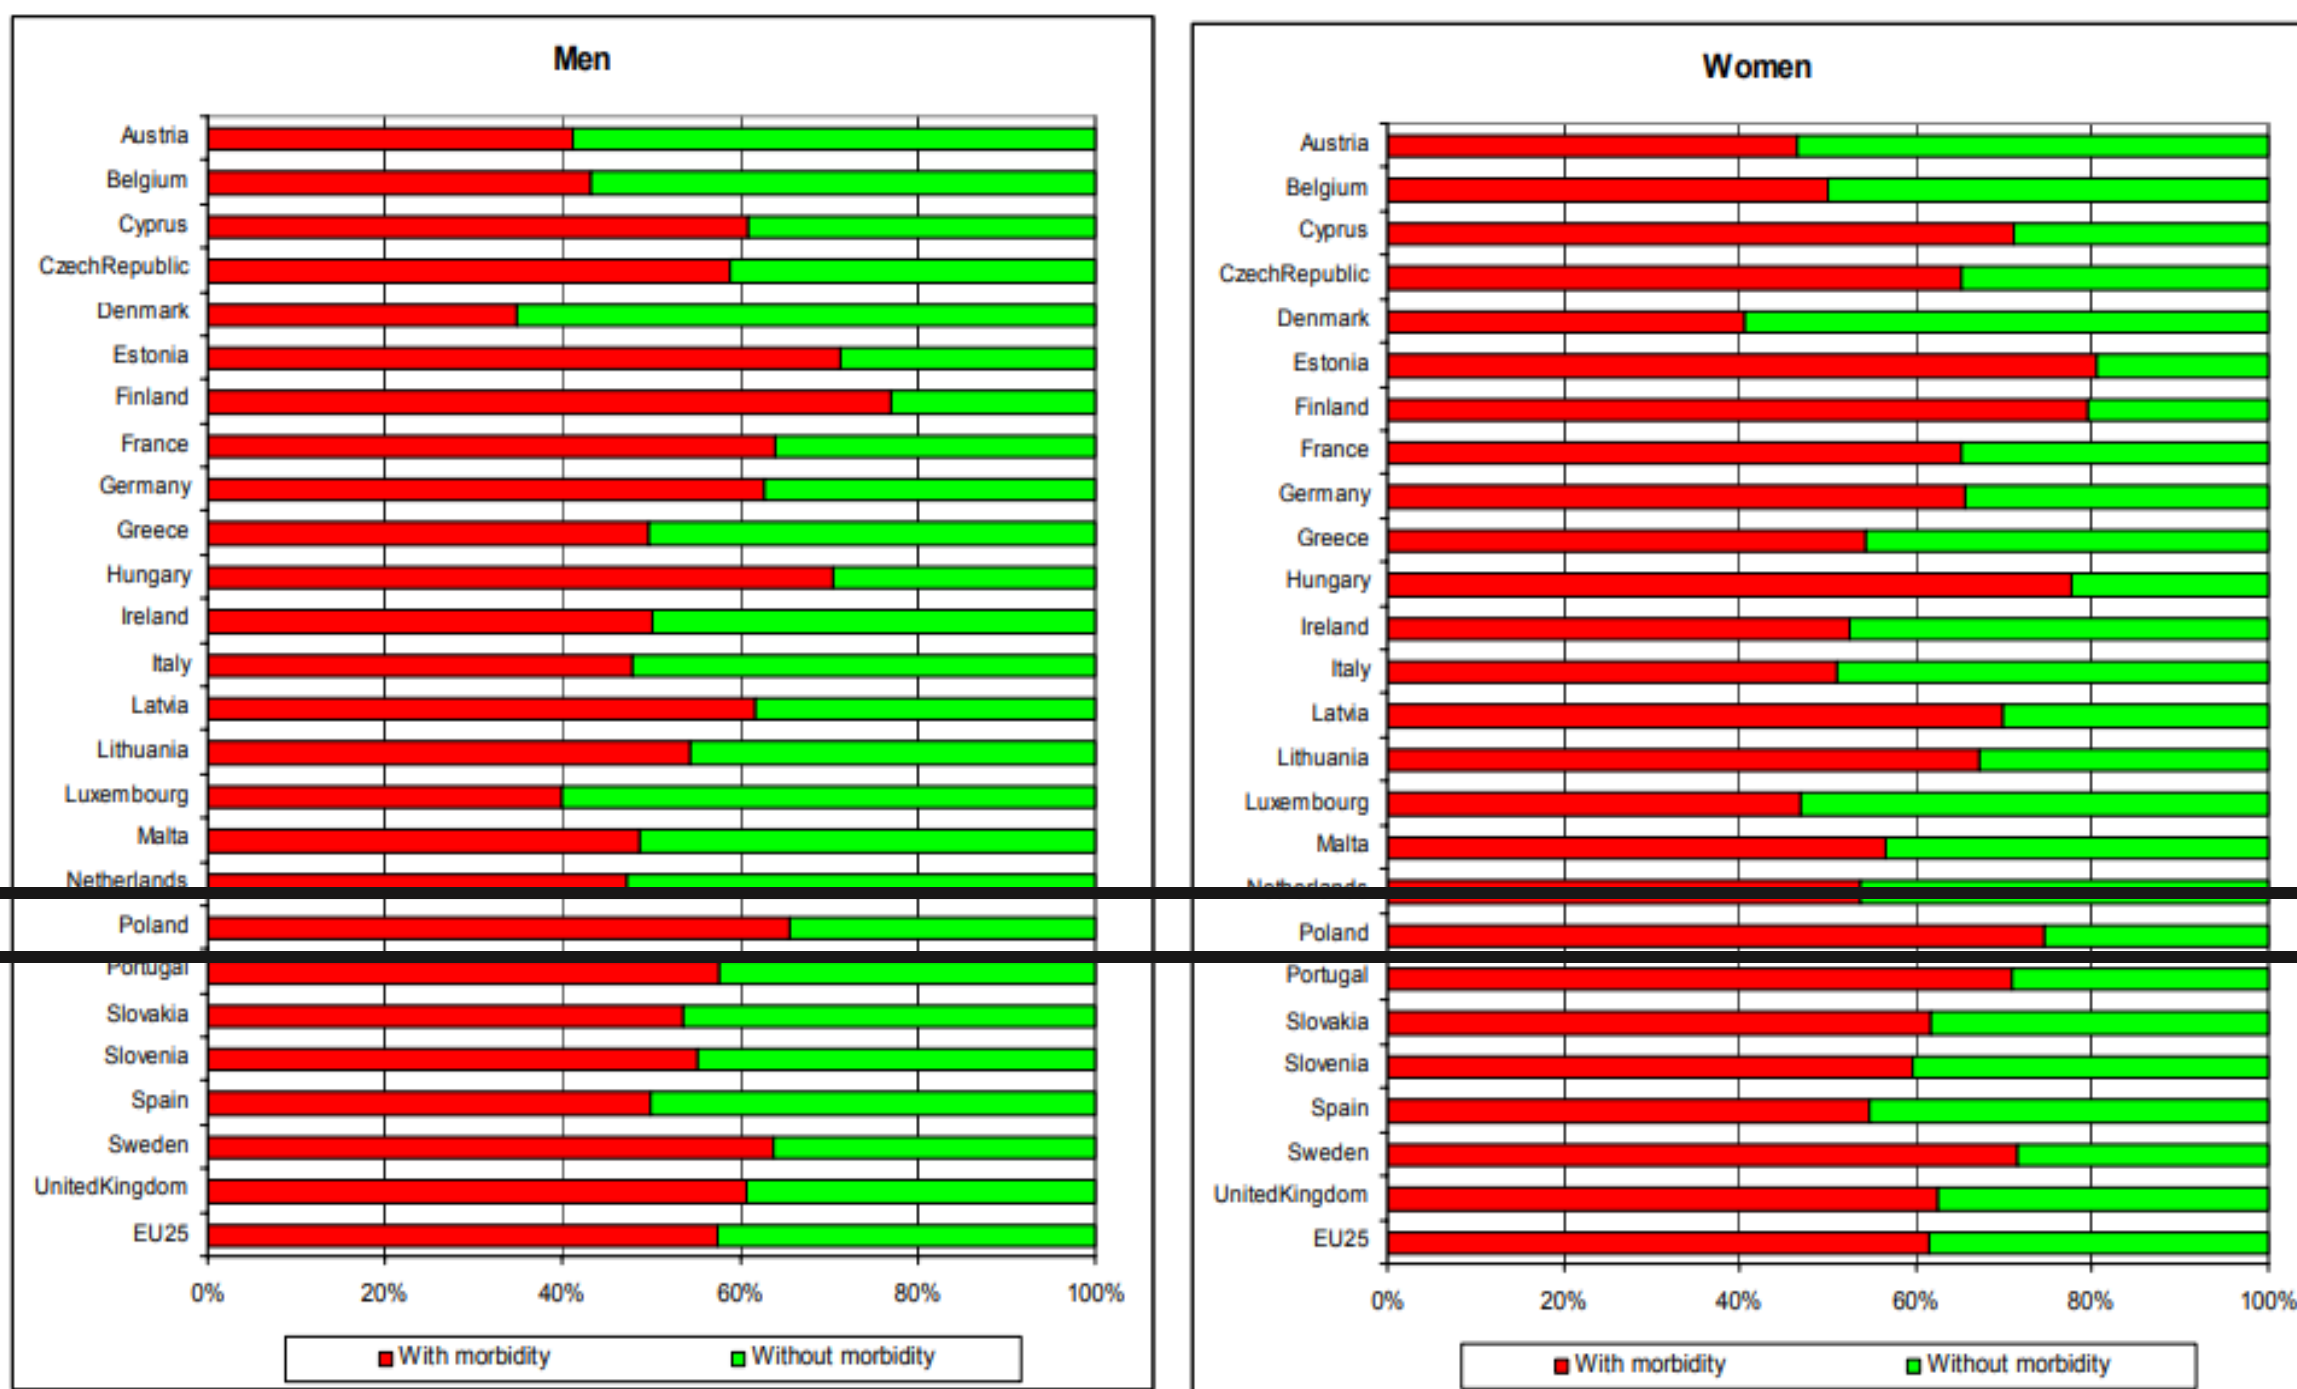 Men
Austria
Belgium
Cyprus
CzechRepublic
Denmark
Estonia
Finland
France
Germany
Greece
Hungary
Ireland
Italy
Latvia
Lithuania
Luxembourg
Malta
Netherlands
Poland
Portugal
Slovakia
Slovenia
Spain
Sweden
UnitedKingdom
EU25
0% 20% 40% 60% 80% 100%
With morbidity Without morbidity
Women
Austria
Belgium
Cyprus
CzechRepublic
Denmark
Estonia
Finland
France
Germany
Greece
Hungary
Ireland
Italy
Latvia
Lithuania
Luxembourg
Malta
Netherlands
Poland
Portugal
Slovakia
Slovenia
Spain
Sweden
UnitedKingdom
EU25
0% 20% 40% 60% 80% 100%
With morbidity Without morbidity